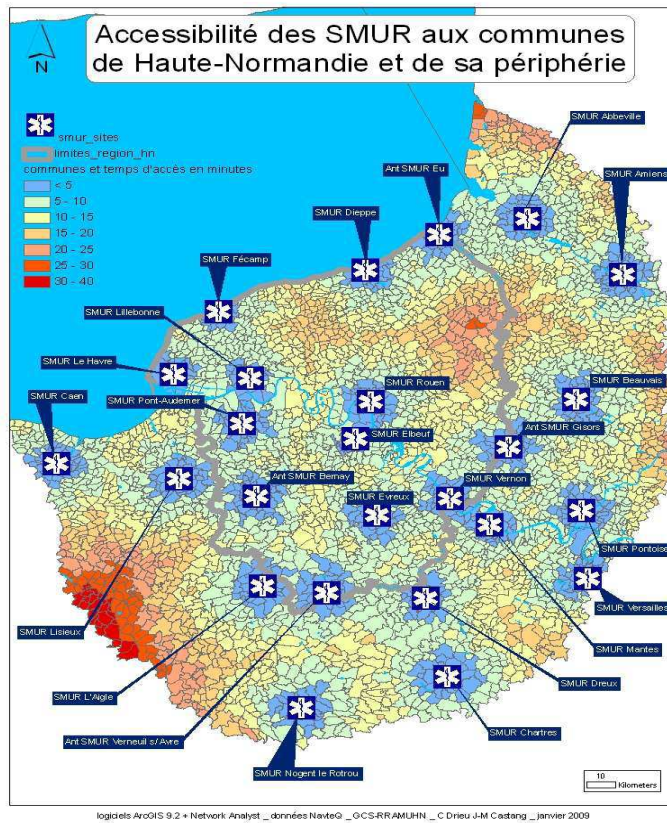 Accessibilité des SMUR aux communes
de Haute-Normandie et de sa périphérie
N
smur_sites
limites_region_hn
communes et temps d'accès en minutes
< 5
5 - 10
10 - 15
15 - 20
20 - 25
25 - 30
30 - 40
SMUR Abbeville
Ant SMUR Eu
SMUR Amiens
SMUR Dieppe
SMUR Fécamp
SMUR Lillebonne
SMUR Le Havre
SMUR Rouen
SMUR Beauvais
SMUR Caen
SMUR Pont-Audemer
SMUR Elbeuf
Ant SMUR Gisors
Ant SMUR Bernay
SMUR Vernon
SMUR Evreux
SMUR Pontoise
SMUR Versailles
SMUR Lisieux
SMUR Mantes
SMUR Dreux
SMUR L'Aigle
SMUR Chartres
Ant SMUR Verneuil s/Avre
SMUR Nogent le Rotrou
10
Kilometers
logiciels ArcGIS 9.2 + Network Analyst _ données NavteQ _ GCS-RRAMUHN _ C Drieu J-M Castang _ janvier 2009